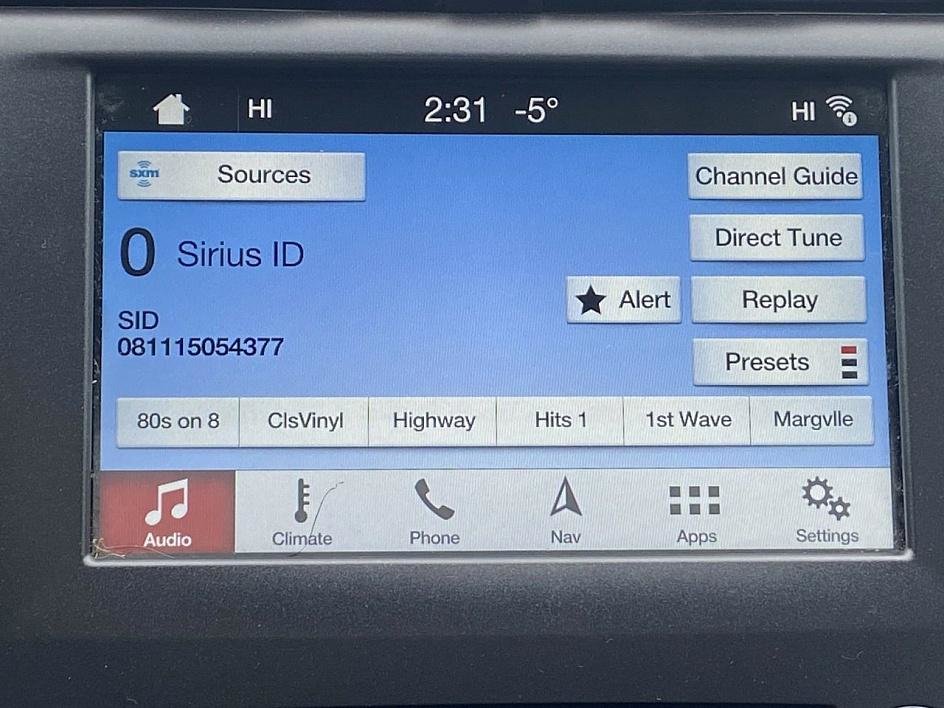 HI 2:31 -5° HI
sxm Sources
Channel Guide
0 Sirius ID
Direct Tune
Alert
Replay
SID
081115054377
Presets
80s on 8 ClsVinyl Highway Hits 1 1st Wave Margvlle
Audio Climate Phone Nav Apps Settings